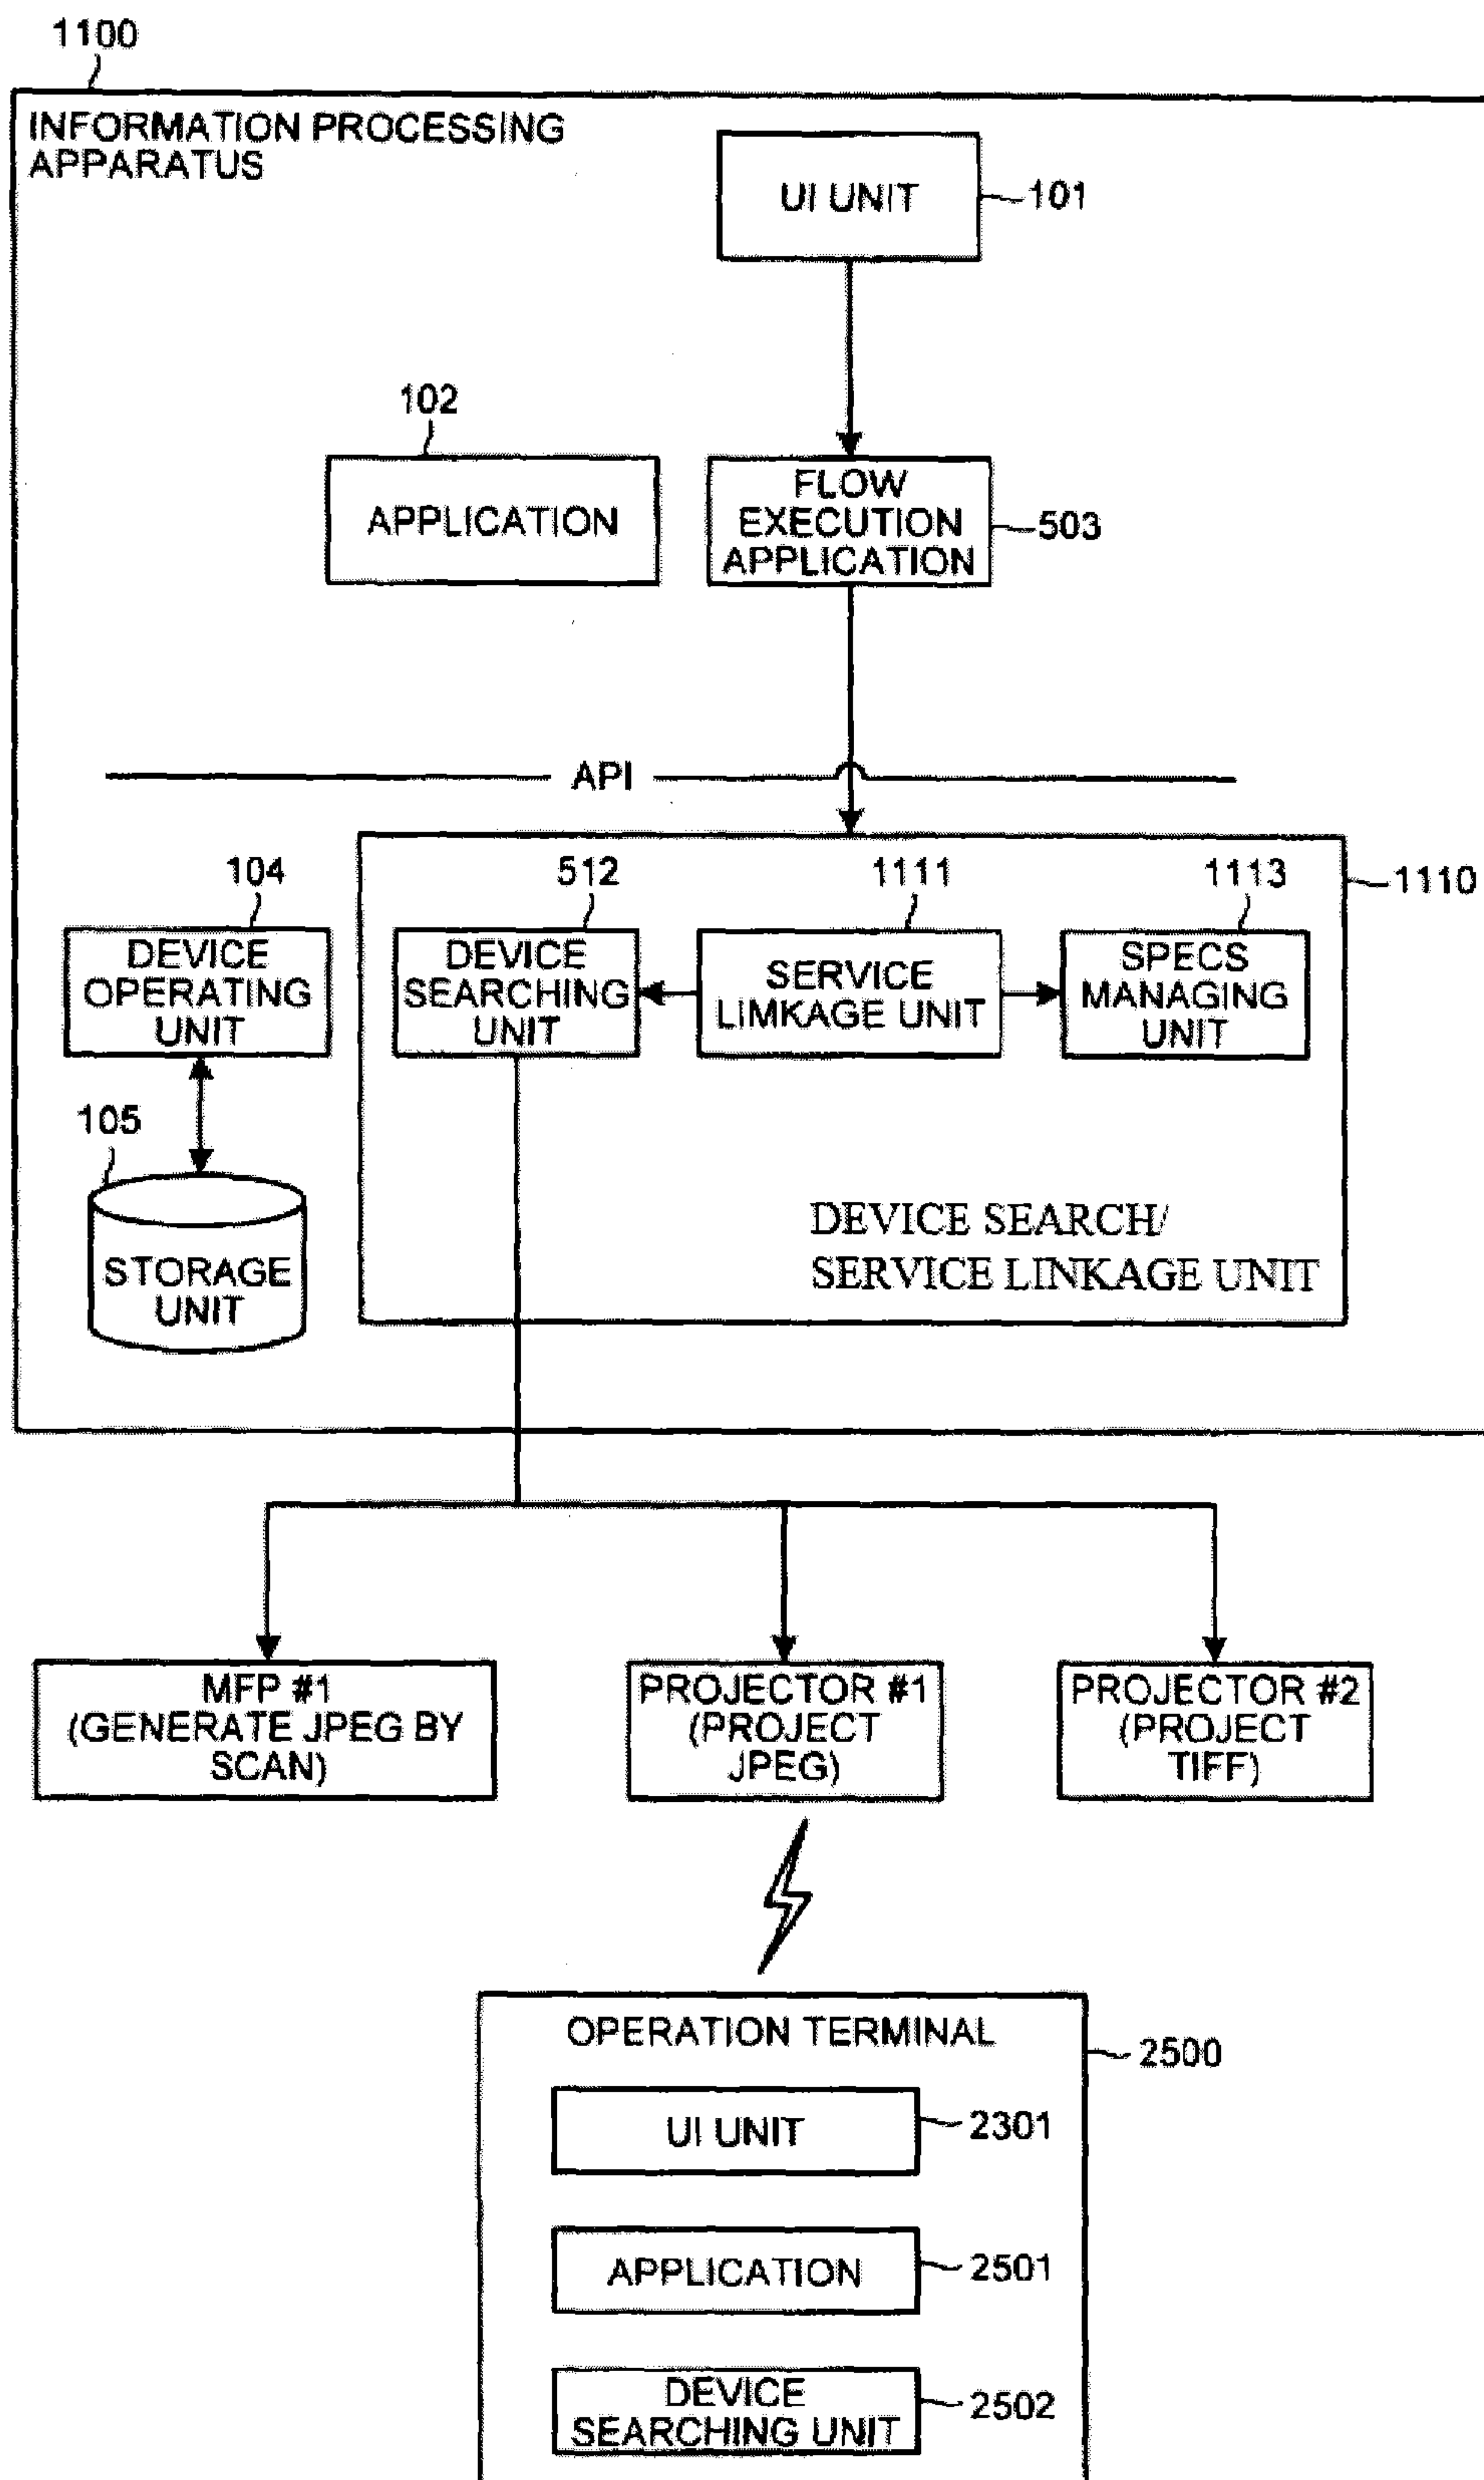 1100
INFORMATION PROCESSING
APPARATUS
UI UNIT
101
102
APPLICATION
FLOW
EXECUTION
APPLICATION
503
API
104
512
1111
1113
1110
DEVICE
OPERATING
UNIT
DEVICE
SEARCHING
UNIT
SERVICE
LIMKAGE UNIT
SPECS
MANAGING
UNIT
105
STORAGE
UNIT
DEVICE SEARCH/
SERVICE LINKAGE UNIT
MFP #1
(GENERATE JPEG BY
SCAN)
PROJECTOR #1
(PROJECT
JPEG)
PROJECTOR #2
(PROJECT
TIFF)
OPERATION TERMINAL
2500
UI UNIT
2301
APPLICATION
2501
DEVICE
SEARCHING UNIT
2502